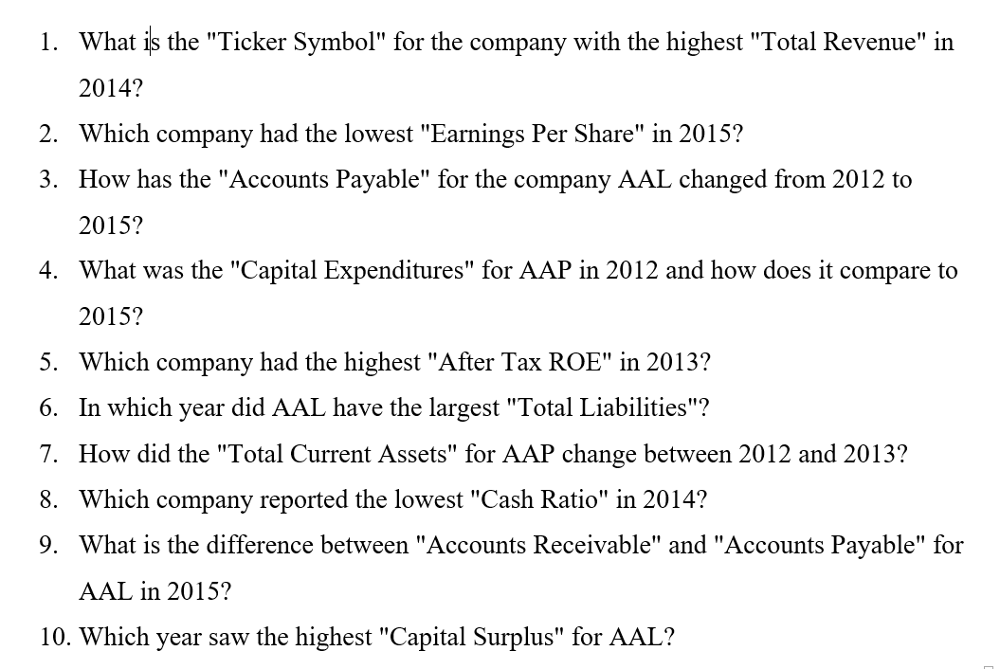 1. What is the "Ticker Symbol" for the company with the highest "Total Revenue" in
2014?
2. Which company had the lowest "Earnings Per Share" in 2015?
3. How has the "Accounts Payable" for the company AAL changed from 2012 to
2015?
4. What was the "Capital Expenditures" for AAP in 2012 and how does it compare to
2015?
5. Which company had the highest "After Tax ROE" in 2013?
6. In which year did AAL have the largest "Total Liabilities"?
7. How did the "Total Current Assets" for AAP change between 2012 and 2013?
8. Which company reported the lowest "Cash Ratio" in 2014?
9. What is the difference between "Accounts Receivable" and "Accounts Payable" for
AAL in 2015?
10. Which year saw the highest "Capital Surplus" for AAL?